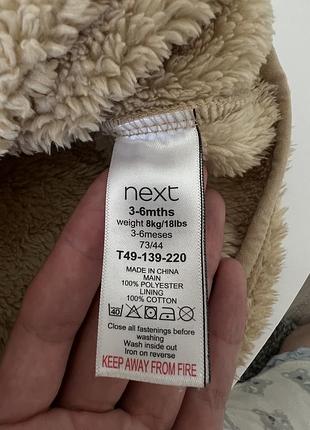 next
3-6mths
weight 8kg/18lbs
3-6meses
73/44
T49-139-220
MADE IN CHINA
MAIN
100% POLYESTER
LINING
100% COTTON
40
Close all fastenings before
washing
Wash inside out
Iron on reverse
KEEP AWAY FROM FIRE